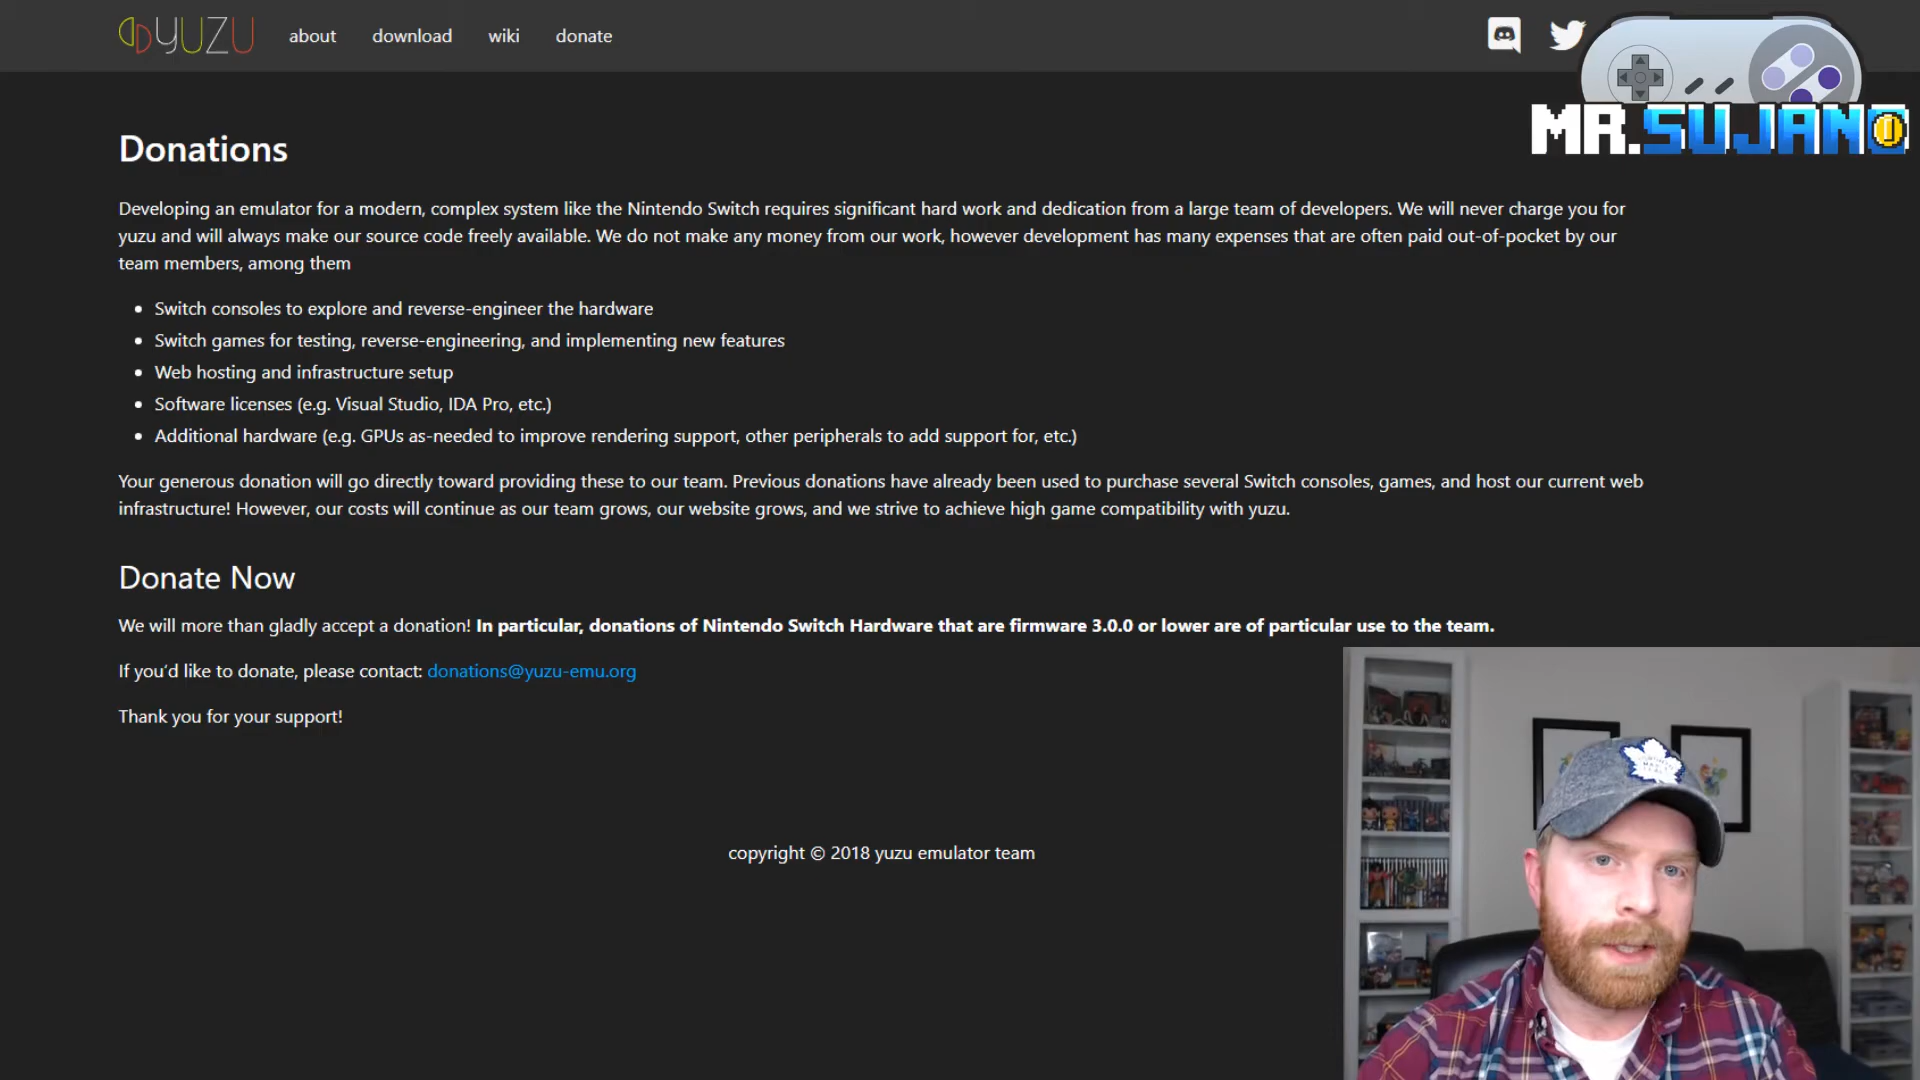 YUZU about download wiki donate
MR.SUJANO
Donations
Developing an emulator for a modern, complex system like the Nintendo Switch requires significant hard work and dedication from a large team of developers. We will never charge you for
yuzu and will always make our source code freely available. We do not make any money from our work, however development has many expenses that are often paid out-of-pocket by our
team members, among them
• Switch consoles to explore and reverse-engineer the hardware
• Switch games for testing, reverse-engineering, and implementing new features
• Web hosting and infrastructure setup
• Software licenses (e.g. Visual Studio, IDA Pro, etc.)
• Additional hardware (e.g. GPUs as-needed to improve rendering support, other peripherals to add support for, etc.)
Your generous donation will go directly toward providing these to our team. Previous donations have already been used to purchase several Switch consoles, games, and host our current web
infrastructure! However, our costs will continue as our team grows, our website grows, and we strive to achieve high game compatibility with yuzu.
Donate Now
We will more than gladly accept a donation! In particular, donations of Nintendo Switch Hardware that are firmware 3.0.0 or lower are of particular use to the team.
If you'd like to donate, please contact: donations@yuzu-emu.org
Thank you for your support!
copyright © 2018 yuzu emulator team